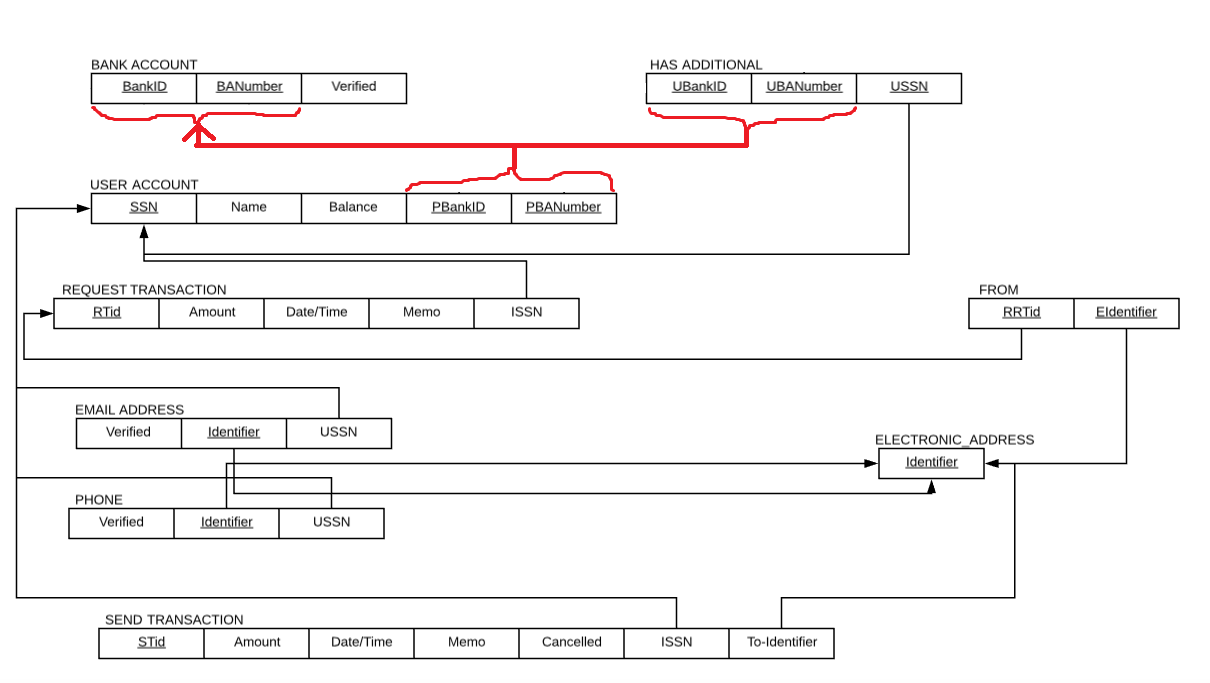 BANK ACCOUNT
BankID BANumber Verified
HAS ADDITIONAL
UBankID UBANumber USSN
USER ACCOUNT
SSN Name Balance PBankID PBANumber
REQUEST TRANSACTION
RTid Amount Date/Time Memo ISSN
FROM
RRTid EIdentifier
EMAIL ADDRESS
Verified Identifier USSN
ELECTRONIC_ADDRESS
Identifier
PHONE
Verified Identifier USSN
SEND TRANSACTION
STid Amount Date/Time Memo Cancelled ISSN To-Identifier